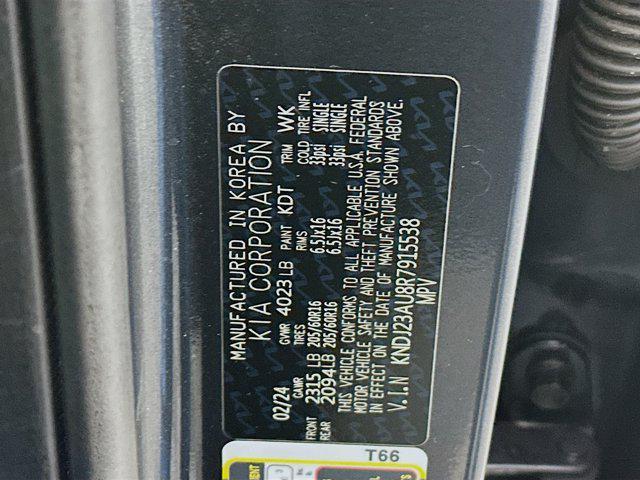 MANUFACTURED IN KOREA BY
KIA CORPORATION
02/24 GVWR 4023 LB PAINT KDT TRIM WK
GAWR TIRES RIMS COLD TIRE INFL
FRONT 2315 LB 205/60R16 6.5Jx16 33psi SINGLE
REAR 2094LB 205/60R16 6.5Jx16 33psi SINGLE
THIS VEHICLE CONFORMS TO ALL APPLICABLE U.S.A. FEDERAL
MOTOR VEHICLE SAFETY AND THEFT PREVENTION STANDARDS
IN EFFECT ON THE DATE OF MANUFACTURE SHOWN ABOVE.
V.I.N KNDJ23AU8R7915538
MPV
T66